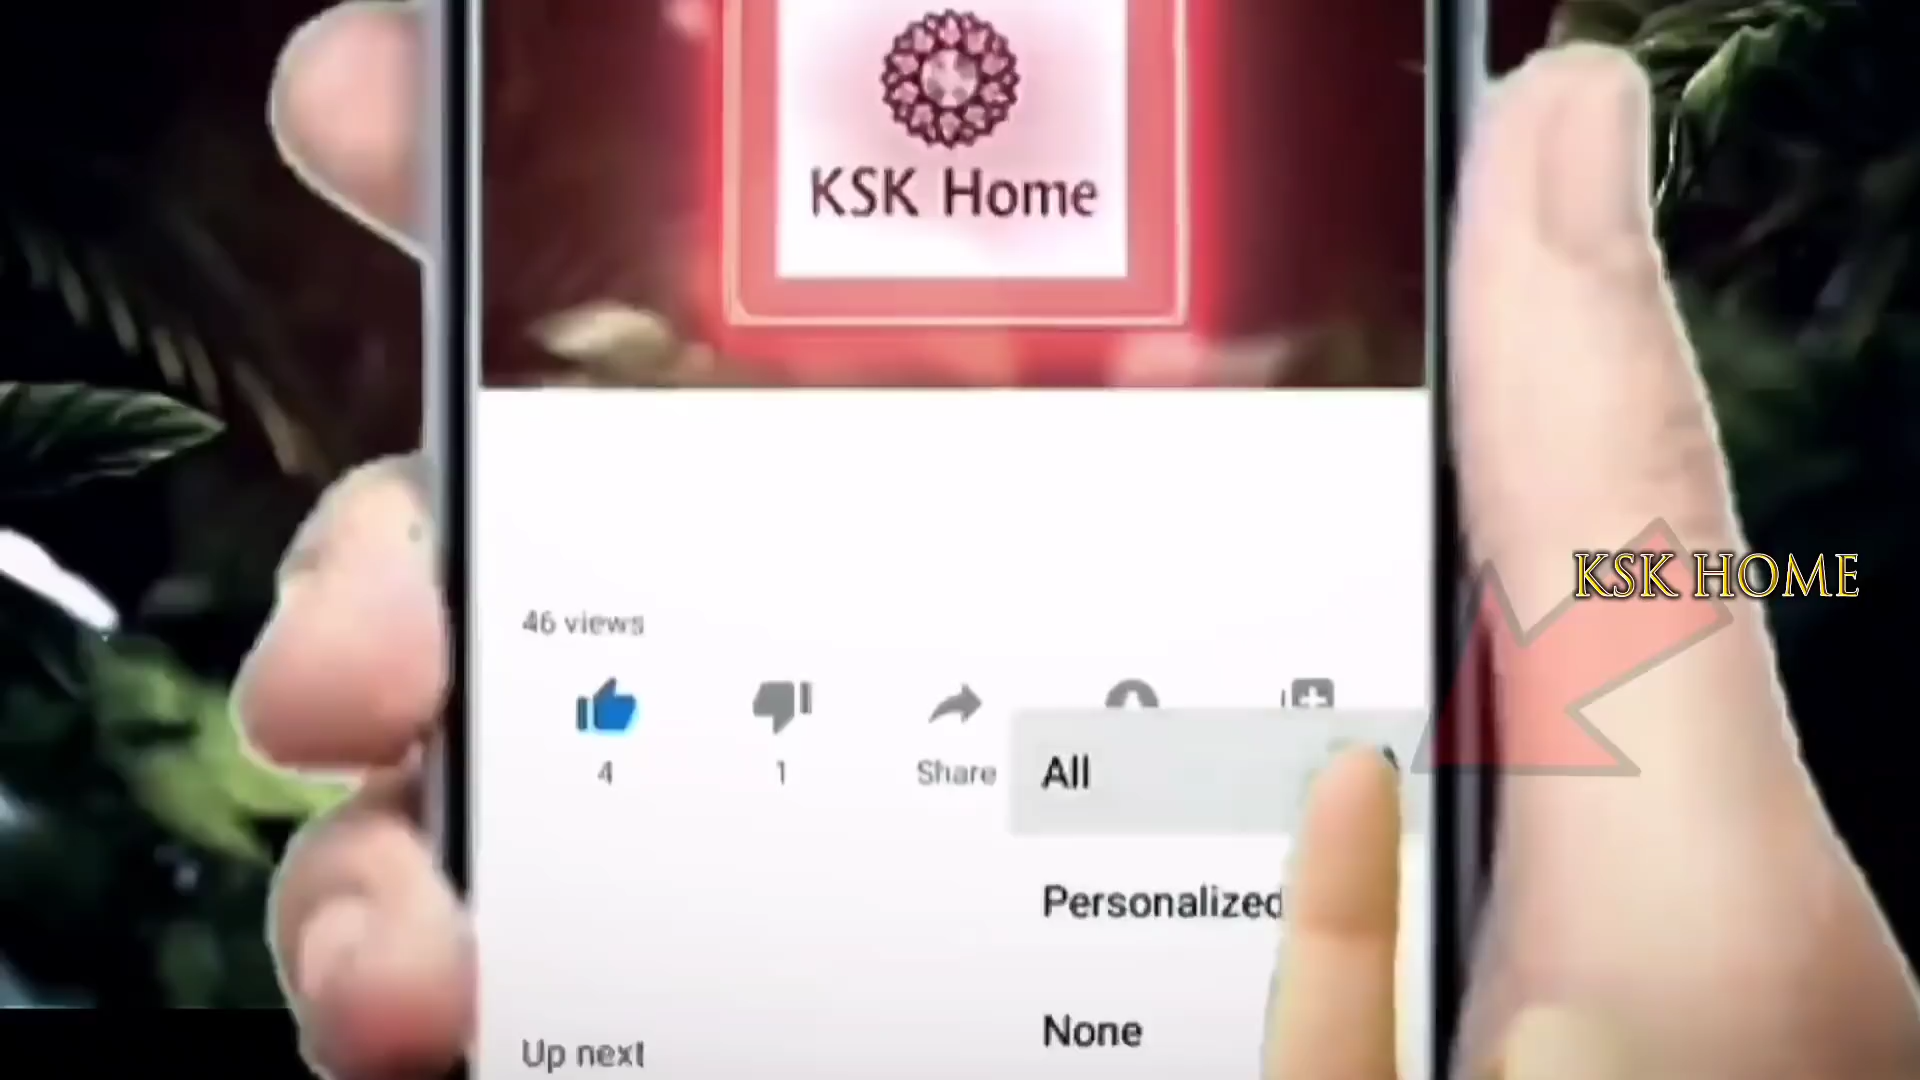 KSK Home
KSK HOME
46 views
4
1
Share
All
Personalized
None
Up next